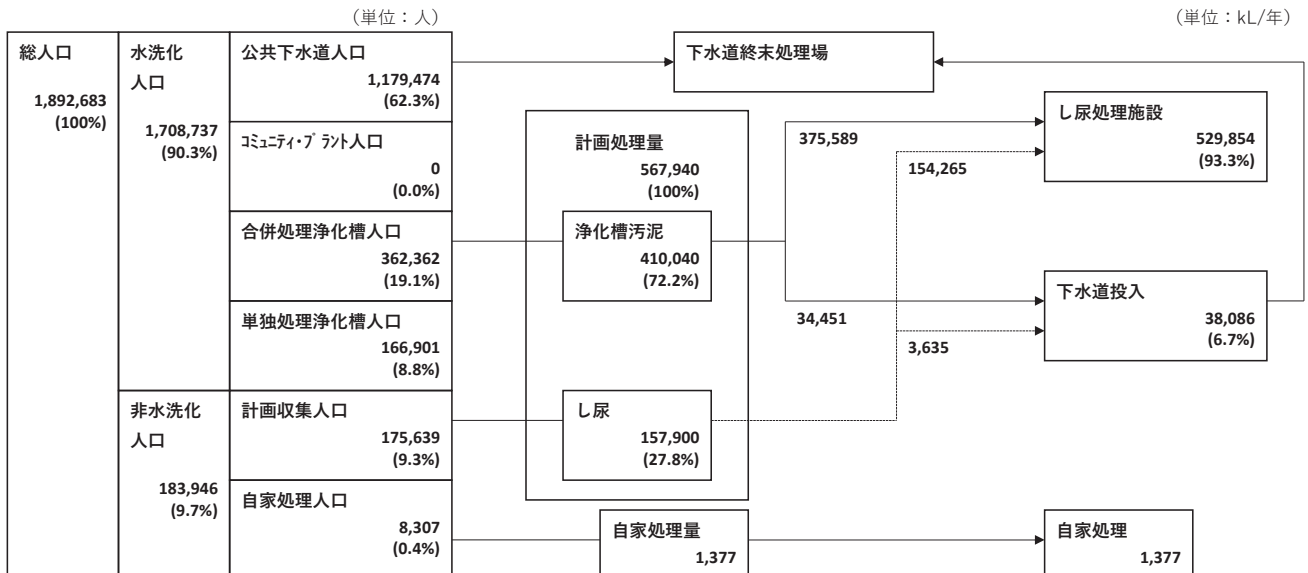 （単位：人）
（単位：kL/年）
総人口
1,892,683
(100%)
水洗化
人口
1,708,737
(90.3%)
非水洗化
人口
183,946
(9.7%)
公共下水道人口
1,179,474
(62.3%)
ｺﾐｭﾆﾃｨ・ﾌﾟﾗﾝﾄ人口
0
(0.0%)
合併処理浄化槽人口
362,362
(19.1%)
単独処理浄化槽人口
166,901
(8.8%)
計画収集人口
175,639
(9.3%)
自家処理人口
8,307
(0.4%)
計画処理量
567,940
(100%)
浄化槽汚泥
410,040
(72.2%)
し尿
157,900
(27.8%)
自家処理量
1,377
下水道終末処理場
375,589
154,265
34,451
3,635
し尿処理施設
529,854
(93.3%)
下水道投入
38,086
(6.7%)
自家処理
1,377